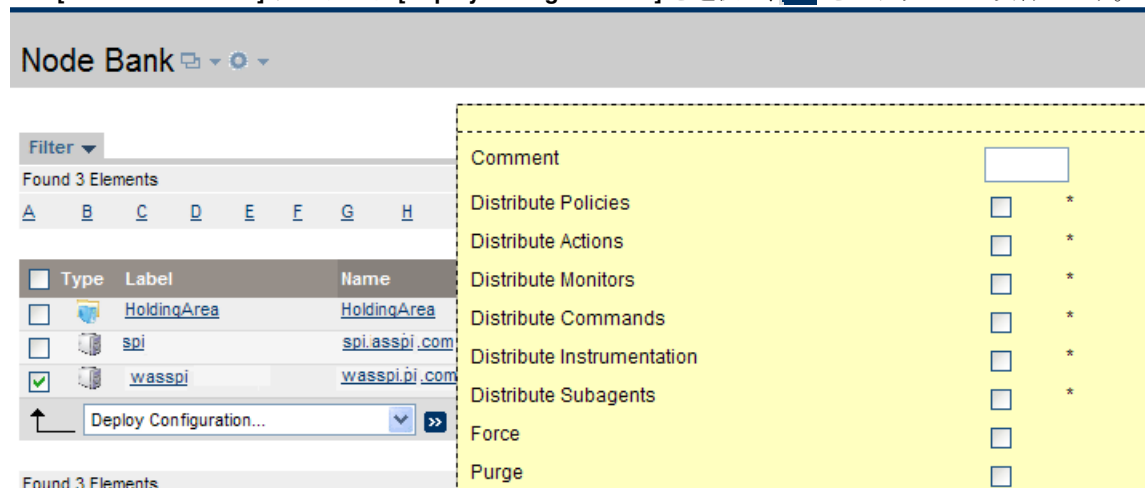 Node Bank
Filter
Found 3 Elements
A B C D E F G H
Type Label Name
HoldingArea HoldingArea
spi spi.asspi.com
wasspi wasspi.pi.com
Deploy Configuration...
Found 3 Elements
Comment
Distribute Policies *
Distribute Actions *
Distribute Monitors *
Distribute Commands *
Distribute Instrumentation *
Distribute Subagents *
Force
Purge